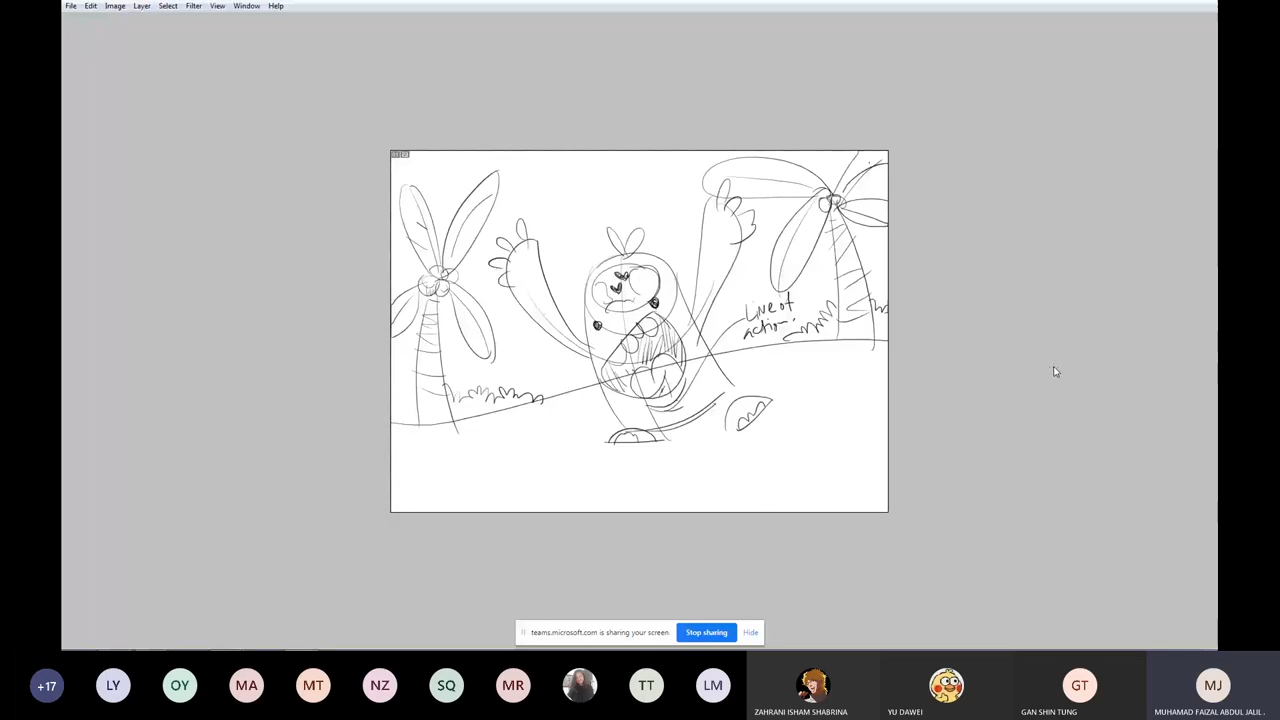 File Edit Image Layer Select Filter View Window Help
Line of
action.
teams.microsoft.com is sharing your screen.
Stop sharing
Hide
+17
LY
OY
MA
MT
NZ
SQ
MR
TT
LM
GT
MJ
ZAHRANI ISHAM SHABRINA
YU DAWEI
GAN SHIN TUNG
MUHAMAD FAIZAL ABDUL JALIL .